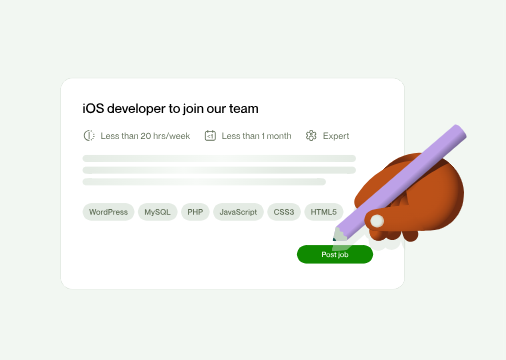 iOS developer to join our team
Less than 20 hrs/week Less than 1 month Expert
WordPress MySQL PHP JavaScript CSS3 HTML5
Post job